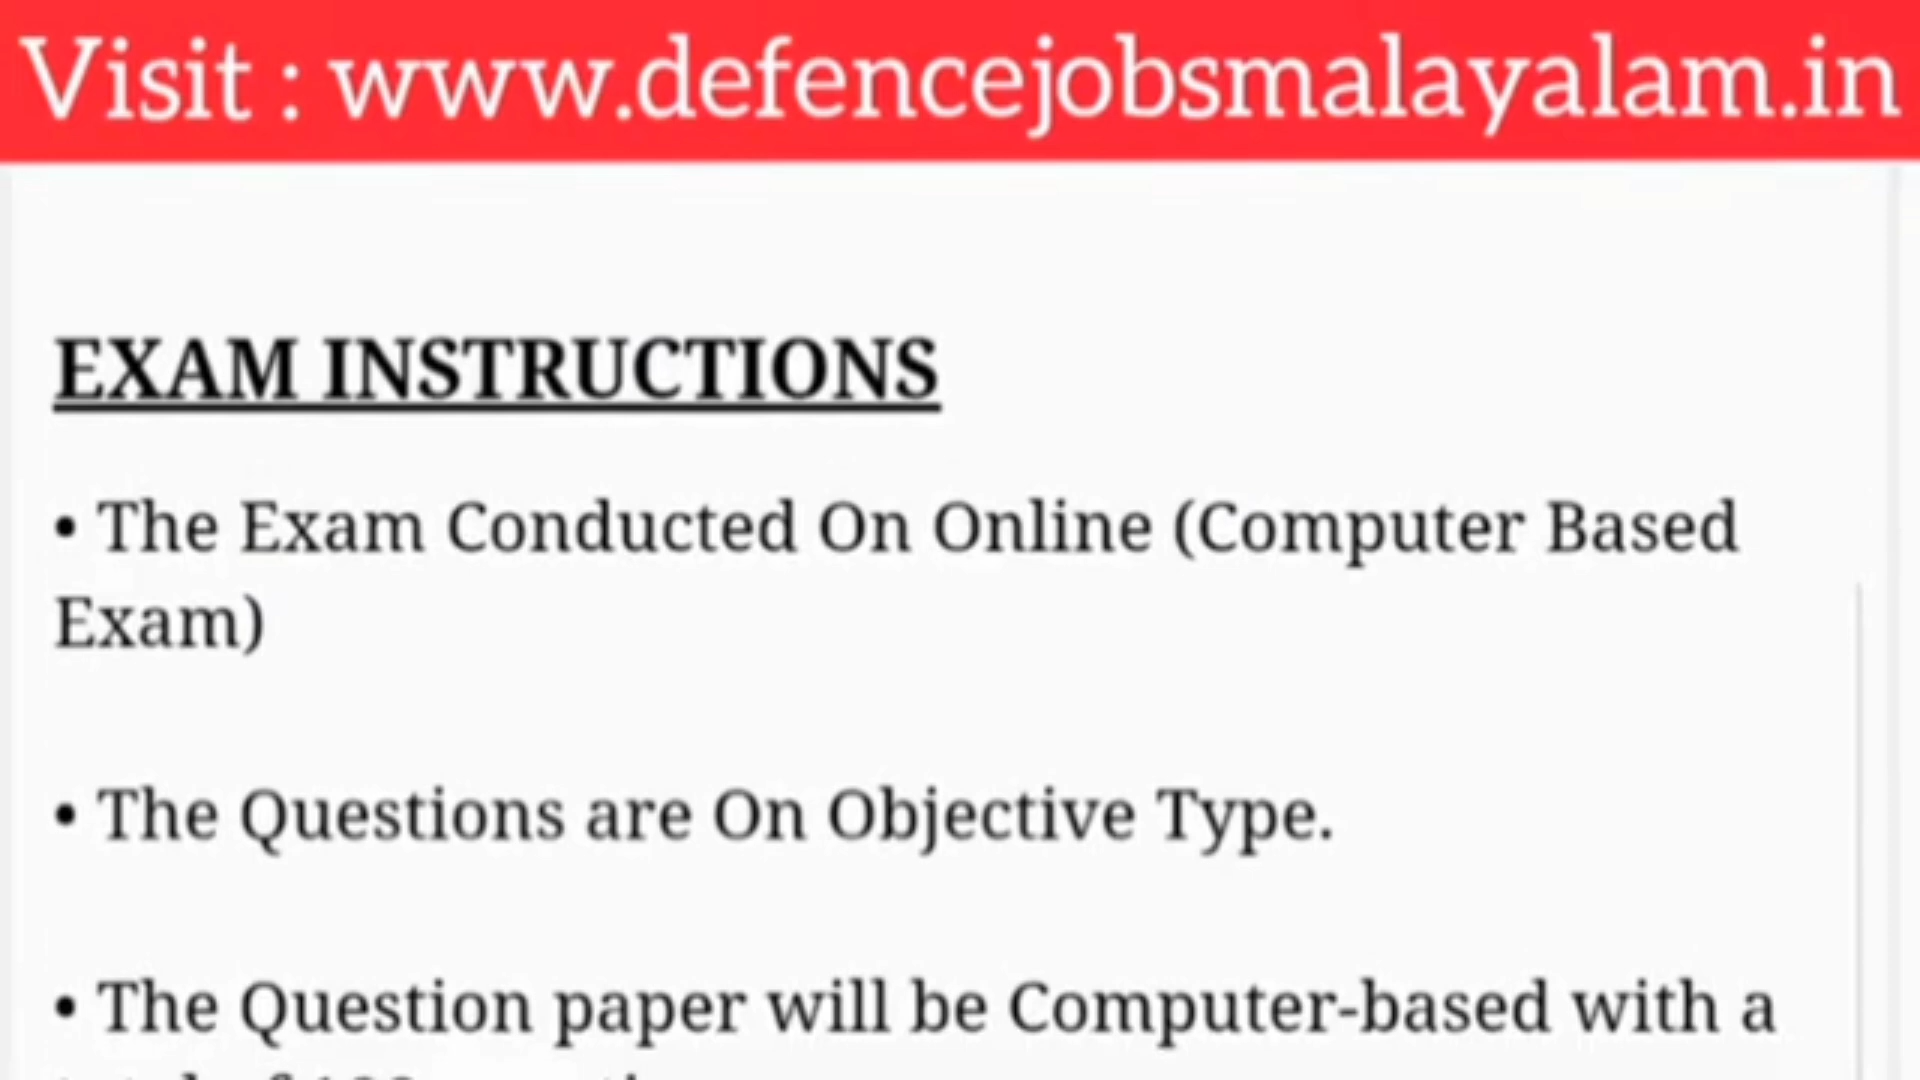 Visit : www.defencejobsmalayalam.in
EXAM INSTRUCTIONS
• The Exam Conducted On Online (Computer Based
Exam)
• The Questions are On Objective Type.
• The Question paper will be Computer-based with a